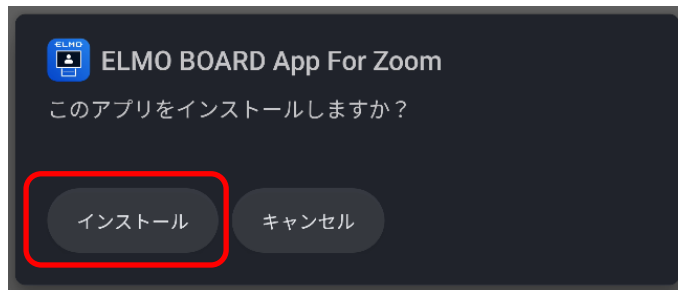 ELMO
ELMO BOARD App For Zoom
このアプリをインストールしますか？
インストール
キャンセル